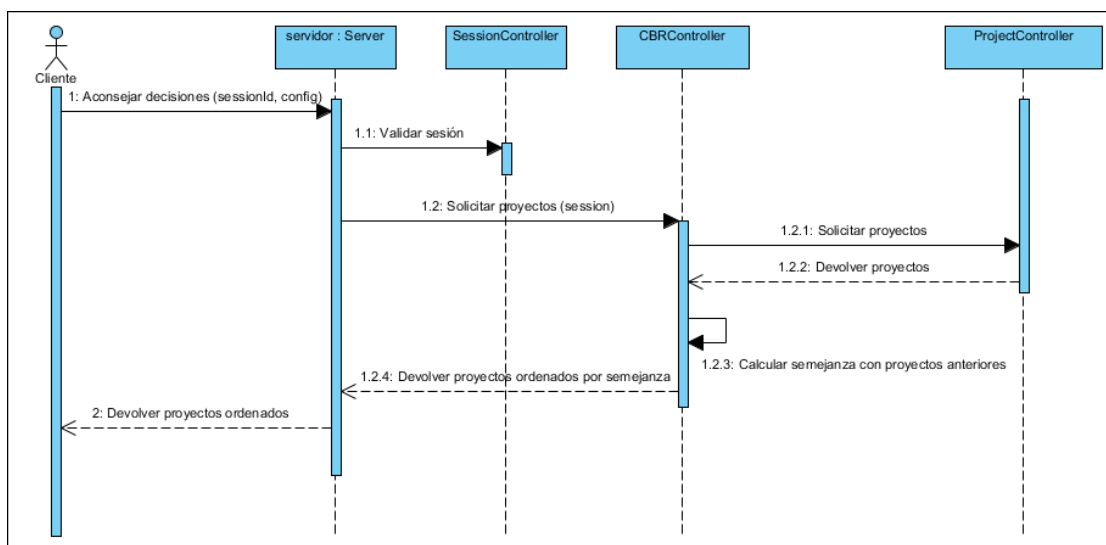 servidor : Server
SessionController
CBRController
ProjectController
Cliente
1: Aconsejar decisiones (sessionId, config)
1.1: Validar sesión
1.2: Solicitar proyectos (session)
1.2.1: Solicitar proyectos
1.2.2: Devolver proyectos
1.2.3: Calcular semejanza con proyectos anteriores
1.2.4: Devolver proyectos ordenados por semejanza
2: Devolver proyectos ordenados